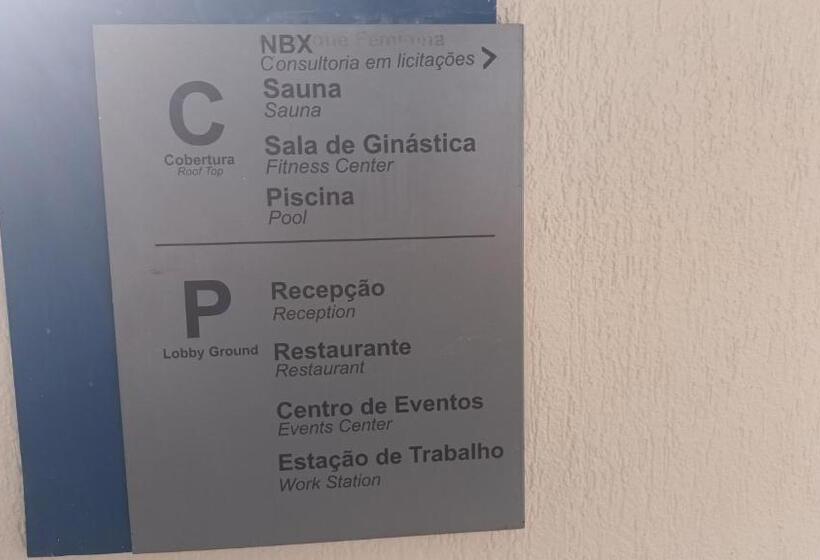 NBX
Consultoria em licitações
C
Cobertura
Roof Top
Sauna
Sauna
Sala de Ginástica
Fitness Center
Piscina
Pool
P
Lobby Ground
Recepção
Reception
Restaurante
Restaurant
Centro de Eventos
Events Center
Estação de Trabalho
Work Station